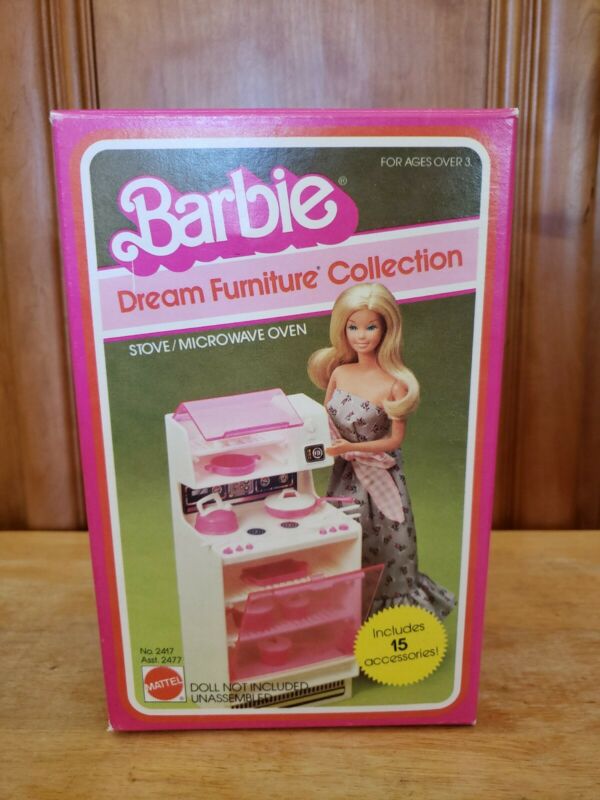 FOR AGES OVER 3
Barbie®
Dream Furniture® Collection
STOVE / MICROWAVE OVEN
Includes
15
accessories!
No. 2417
Asst. 2477
MATTEL®
DOLL NOT INCLUDED
UNASSEMBLED